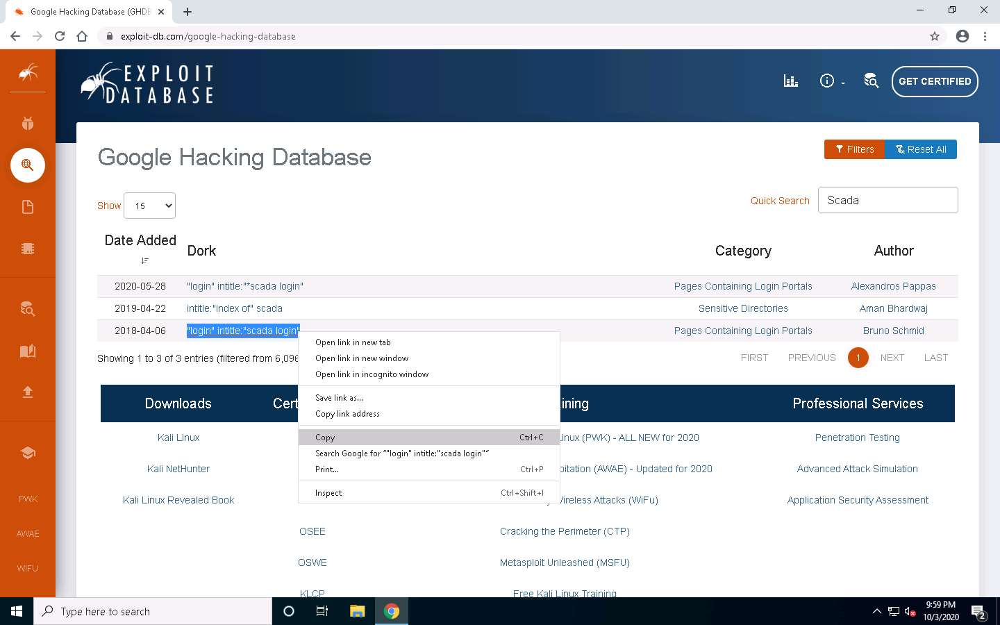 Google Hacking Database (GHDB
exploit-db.com/google-hacking-database
EXPLOIT
DATABASE
GET CERTIFIED
Google Hacking Database
Filters
Reset All
Show
15
Quick Search
Scada
Date Added
Dork
Category
Author
2020-05-28
"login" intitle:"*scada login"
Pages Containing Login Portals
Alexandros Pappas
2019-04-22
intitle:"index of" scada
Sensitive Directories
Aman Bhardwaj
2018-04-06
"login" intitle:"scada login"
Pages Containing Login Portals
Bruno Schmid
Showing 1 to 3 of 3 entries (filtered from 6,096
FIRST
PREVIOUS
1
NEXT
LAST
Open link in new tab
Open link in new window
Open link in incognito window
Save link as...
Copy link address
Copy Ctrl+C
Search Google for “"login" intitle:"scada login"”
Print... Ctrl+P
Inspect Ctrl+Shift+I
Downloads
Cert
ining
Professional Services
Kali Linux
inux (PWK) - ALL NEW for 2020
Penetration Testing
Kali NetHunter
oitation (AWAE) - Updated for 2020
Advanced Attack Simulation
Kali Linux Revealed Book
y Wireless Attacks (WiFu)
Application Security Assessment
OSEE
Cracking the Perimeter (CTP)
OSWE
Metasploit Unleashed (MSFU)
KLCP
Free Kali Linux Training
PWK
AWAE
WIFU
Type here to search
9:59 PM
10/3/2020
2